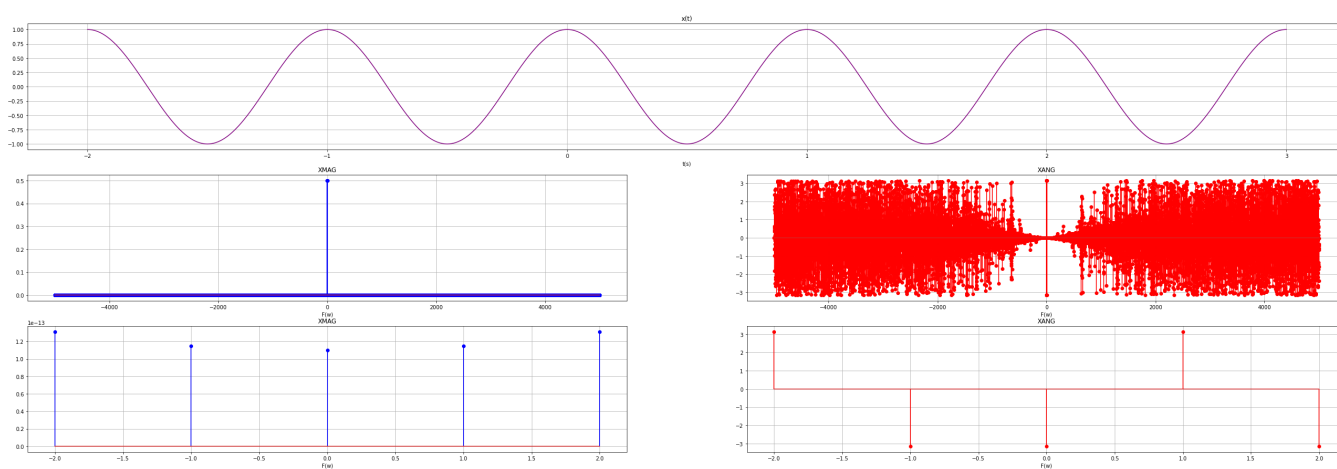 x(t)
1.00
0.75
0.50
0.25
0.00
−0.25
−0.50
−0.75
−1.00
−2 −1 0 1 2 3
t(s)
XMAG
0.5
0.4
0.3
0.2
0.1
0.0
−4000 −2000 0 2000 4000
F(w)
XANG
3
2
1
0
−1
−2
−3
−4000 −2000 0 2000 4000
F(w)
XMAG
1e−13
1.2
1.0
0.8
0.6
0.4
0.2
0.0
−2.0 −1.5 −1.0 −0.5 0.0 0.5 1.0 1.5 2.0
F(w)
XANG
3
2
1
0
−1
−2
−3
−2.0 −1.5 −1.0 −0.5 0.0 0.5 1.0 1.5 2.0
F(w)